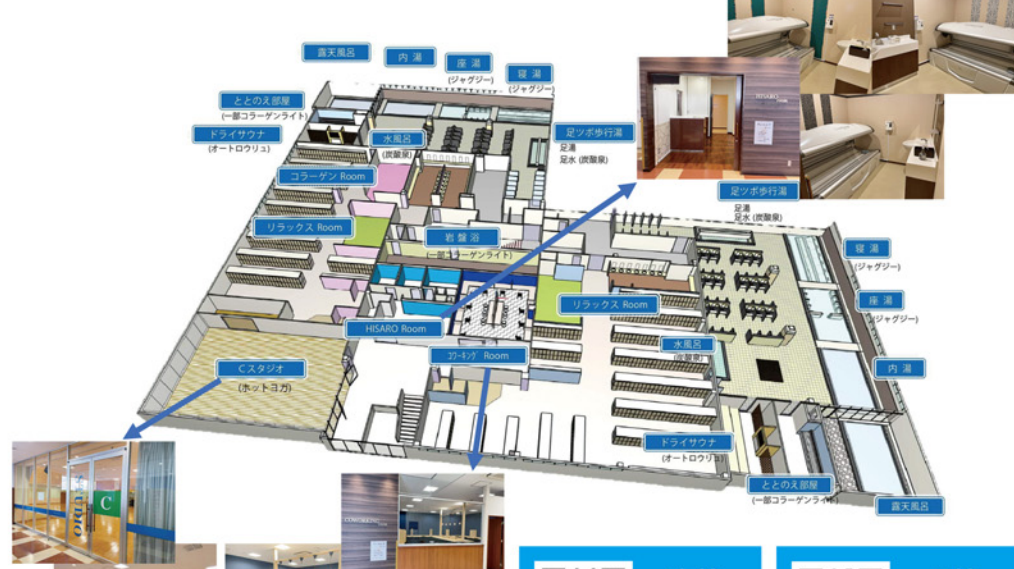 露天風呂
内 湯
座 湯
(ジャグジー)
寝 湯
(ジャグジー)
ととのえ部屋
(一部コラーゲンライト)
ドライサウナ
(オートロウリュ)
水風呂
(炭酸泉)
足ツボ歩行湯
足湯
足水 (炭酸泉)
HISARO
コラーゲン Room
足ツボ歩行湯
足湯
足水 (炭酸泉)
リラックス Room
岩 盤 浴
(一部コラーゲンライト)
寝 湯
(ジャグジー)
リラックス Room
座 湯
(ジャグジー)
HISARO Room
水風呂
(炭酸泉)
コワーキング Room
Cスタジオ
(ホットヨガ)
内 湯
ドライサウナ
(オートロウリュ)
ととのえ部屋
(一部コラーゲンライト)
露天風呂
STUDIO
C
COWORKING